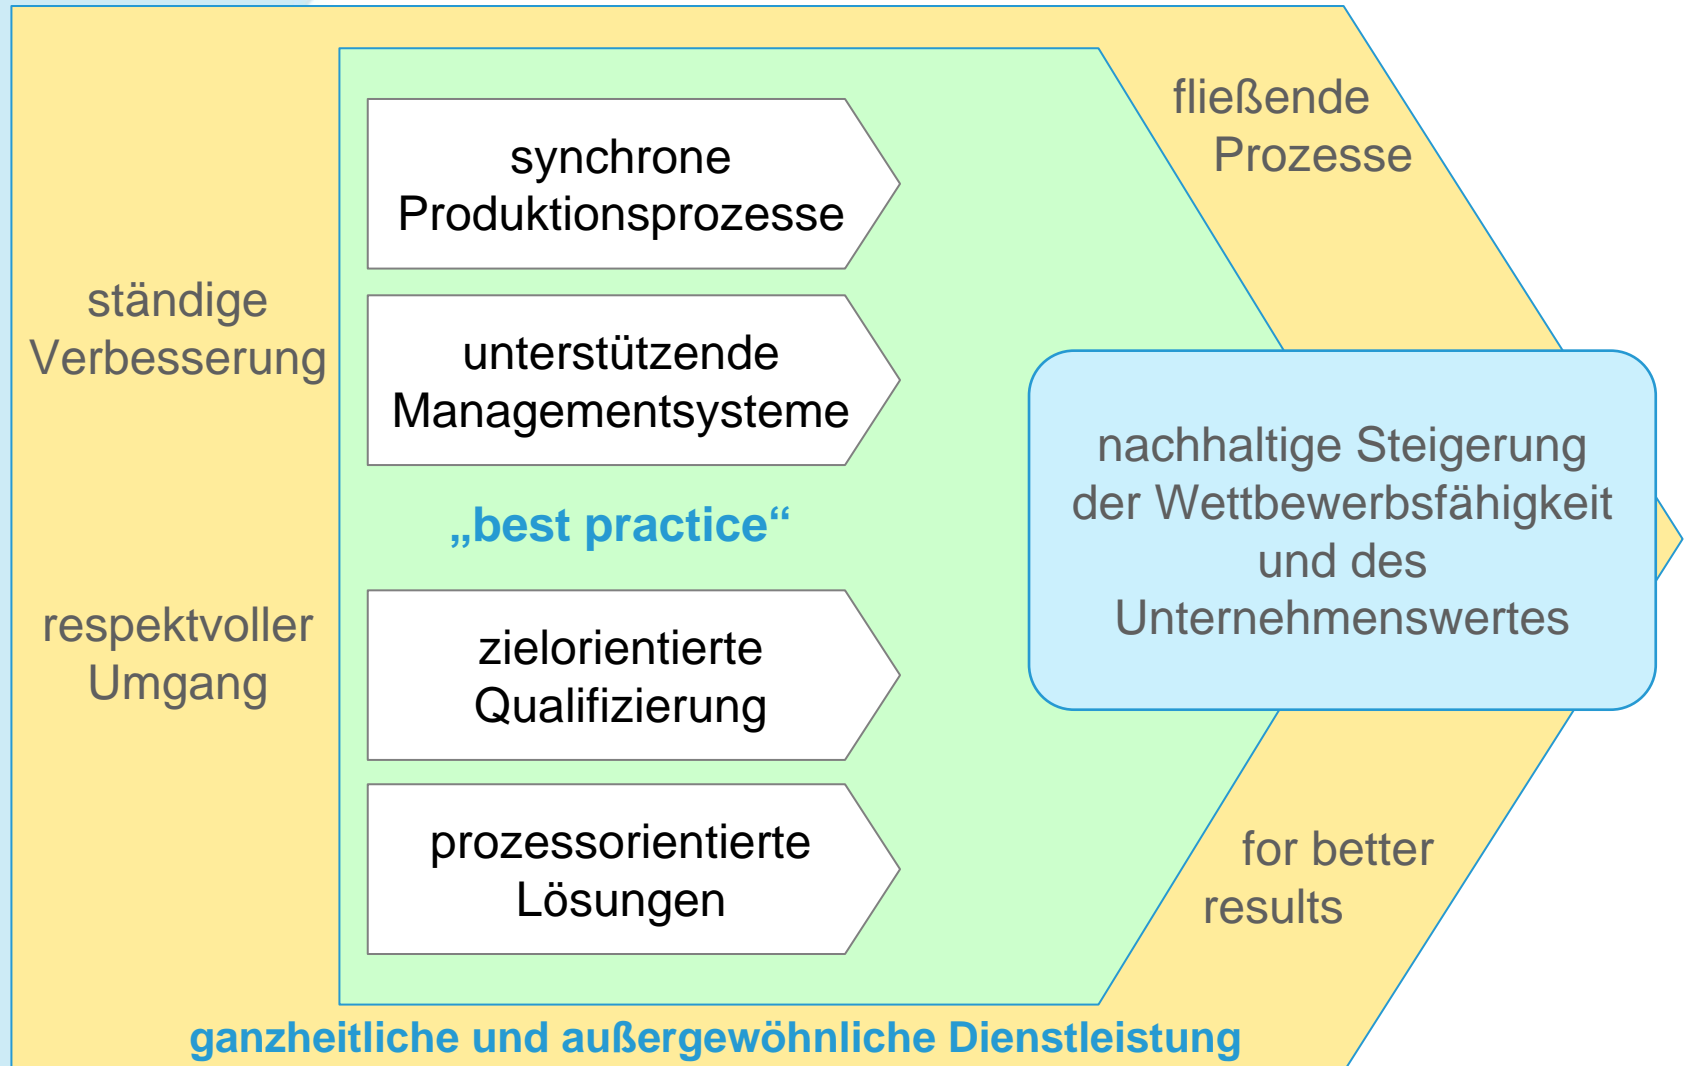 fließende
Prozesse
synchrone
Produktionsprozesse
ständige
Verbesserung
unterstützende
Managementsysteme
„best practice“
nachhaltige Steigerung
der Wettbewerbsfähigkeit
und des
Unternehmenswertes
respektvoller
Umgang
zielorientierte
Qualifizierung
prozessorientierte
Lösungen
for better
results
ganzheitliche und außergewöhnliche Dienstleistung